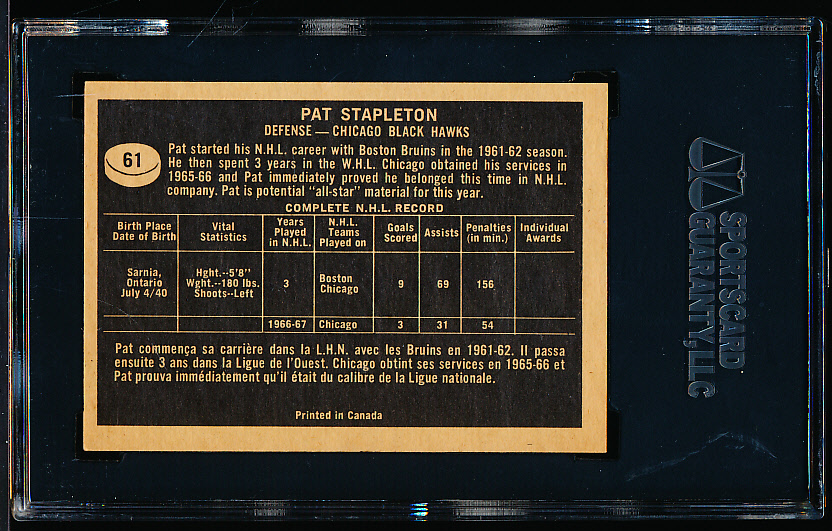 PAT STAPLETON
DEFENSE — CHICAGO BLACK HAWKS
61
Pat started his N.H.L. career with Boston Bruins in the 1961-62 season.
He then spent 3 years in the W.H.L. Chicago obtained his services in
1965-66 and Pat immediately proved he belonged this time in N.H.L.
company. Pat is potential "all-star" material for this year.
COMPLETE N.H.L. RECORD
Birth Place Date of Birth | Vital Statistics | Years Played in N.H.L. | N.H.L. Teams Played on | Goals Scored | Assists | Penalties (in min.) | Individual Awards
Sarnia, Ontario July 4/40 | Hght.--5'8" Wght.--180 lbs. Shoots--Left | 3 | Boston Chicago | 9 | 69 | 156
1966-67 | Chicago | 3 | 31 | 54
Pat commença sa carrière dans la L.H.N. avec les Bruins en 1961-62. Il passa
ensuite 3 ans dans la Ligue de l'Ouest. Chicago obtint ses services en 1965-66 et
Pat prouva immédiatement qu'il était du calibre de la Ligue nationale.
Printed in Canada
SPORTSCARD
GUARANTY, LLC